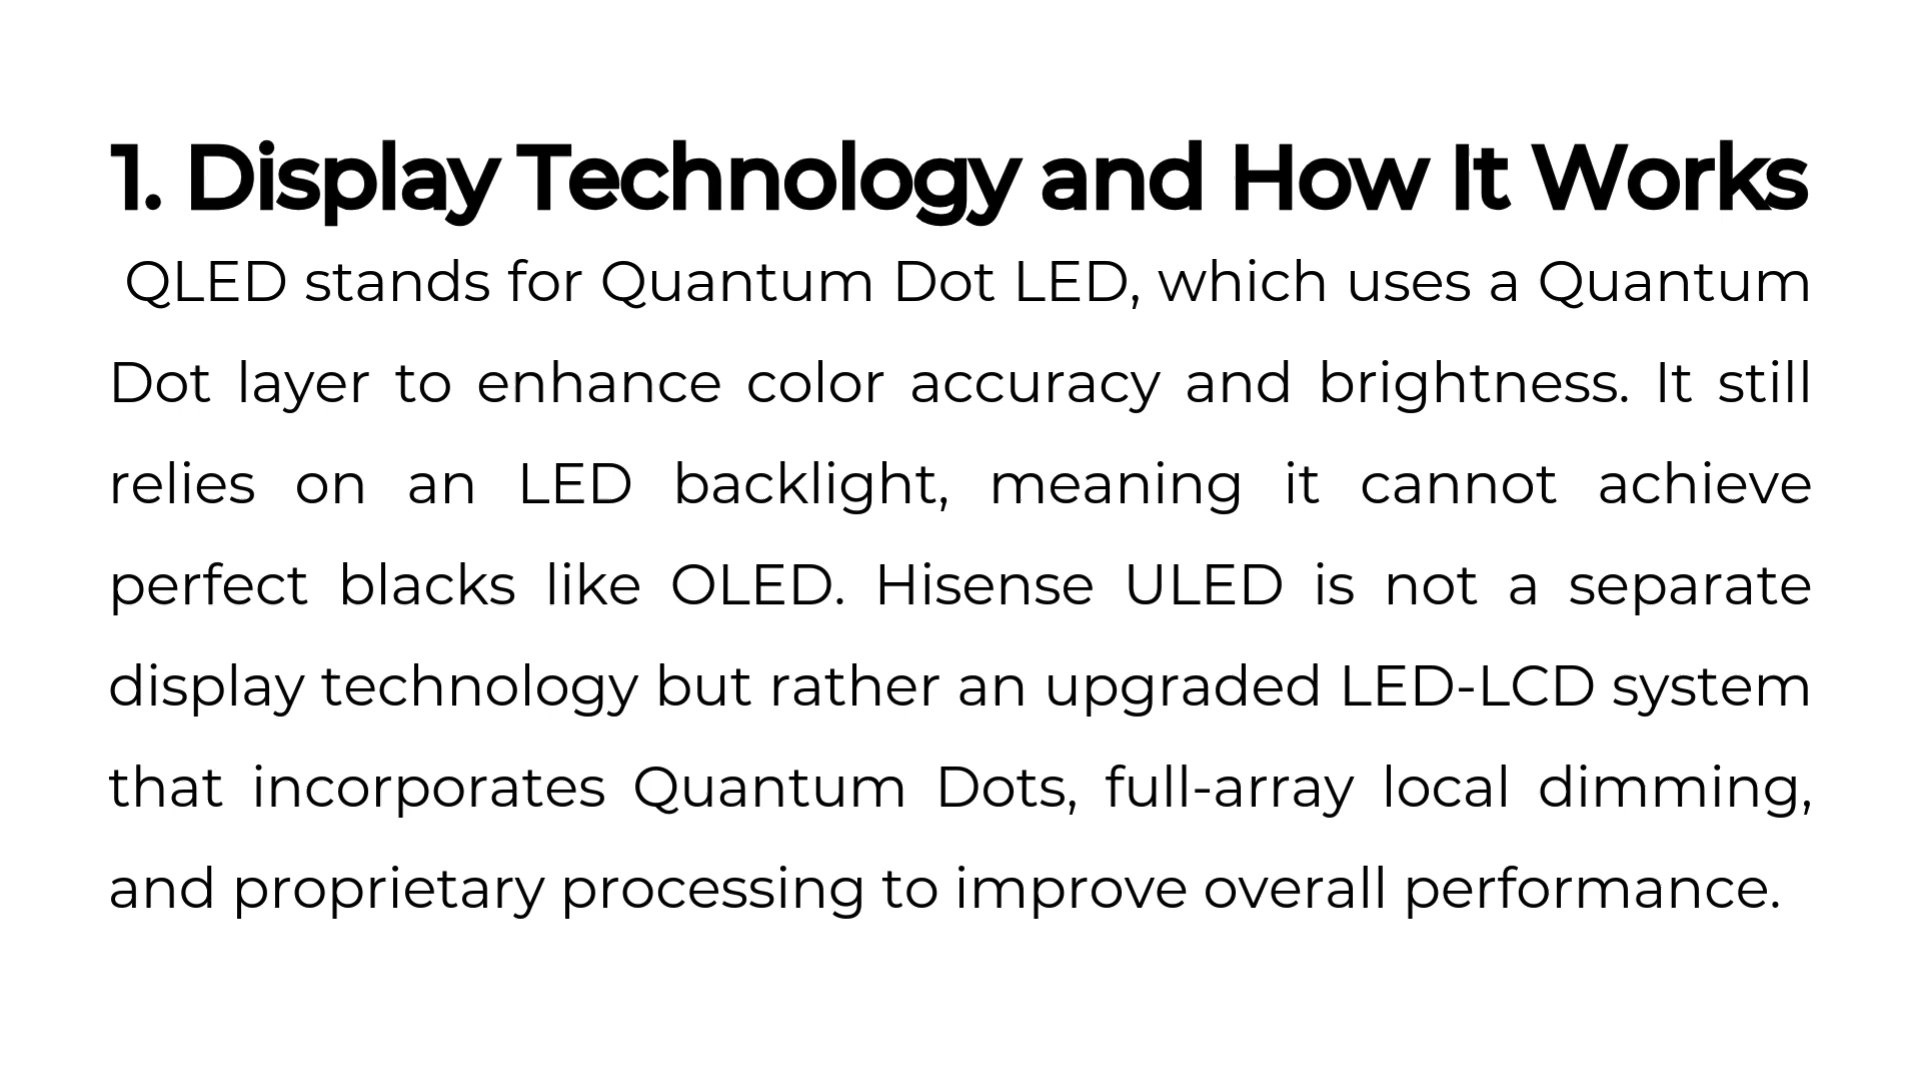 1. Display Technology and How It Works
QLED stands for Quantum Dot LED, which uses a Quantum
Dot layer to enhance color accuracy and brightness. It still
relies on an LED backlight, meaning it cannot achieve
perfect blacks like OLED. Hisense ULED is not a separate
display technology but rather an upgraded LED-LCD system
that incorporates Quantum Dots, full-array local dimming,
and proprietary processing to improve overall performance.